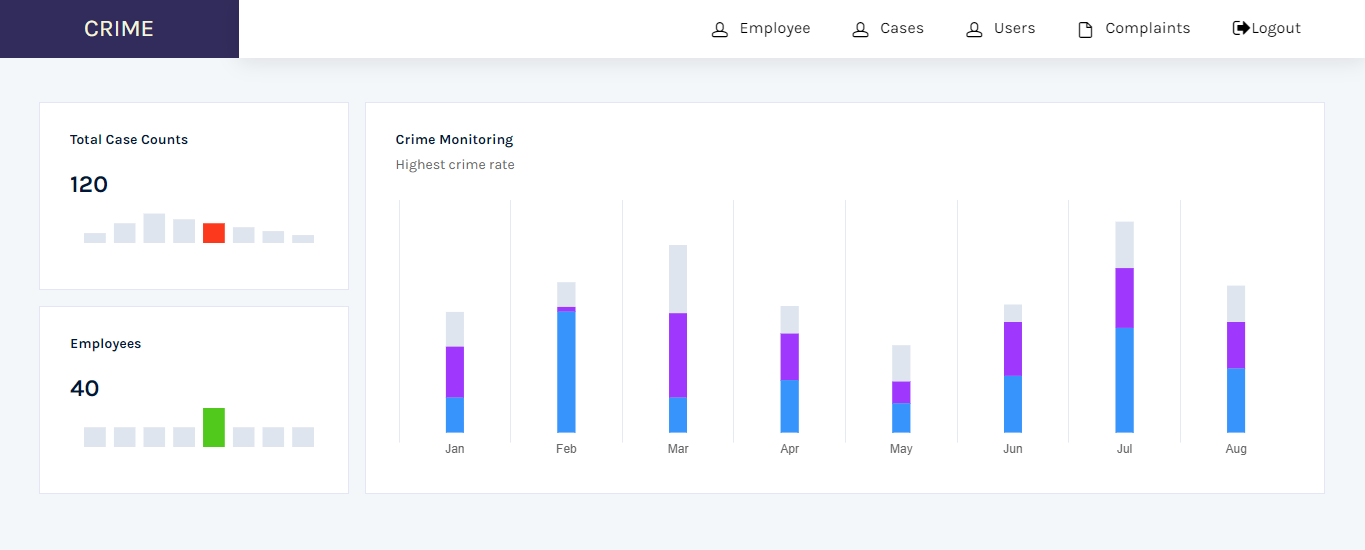 CRIME
Employee
Cases
Users
Complaints
Logout
Total Case Counts
120
Employees
40
Crime Monitoring
Highest crime rate
Jan Feb Mar Apr May Jun Jul Aug